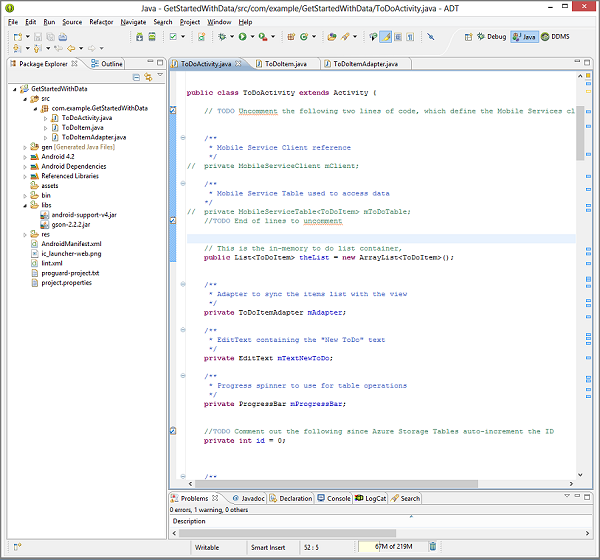 Java - GetStartedWithData/src/com/example/GetStartedWithData/ToDoActivity.java - ADT
File Edit Run Source Refactor Navigate Search Project Window Help
Debug Java DDMS
Package Explorer Outline
GetStartedWithData
src
com.example.GetStartedWithData
ToDoActivity.java
ToDoItem.java
ToDoItemAdapter.java
gen [Generated Java Files]
Android 4.2
Android Dependencies
Referenced Libraries
assets
bin
libs
android-support-v4.jar
gson-2.2.2.jar
res
AndroidManifest.xml
ic_launcher-web.png
lint.xml
proguard-project.txt
project.properties
ToDoActivity.java ToDoItem.java ToDoItemAdapter.java
public class ToDoActivity extends Activity {
// TODO Uncomment the following two lines of code, which define the Mobile Services cl
/**
* Mobile Service Client reference
*/
// private MobileServiceClient mClient;
/**
* Mobile Service Table used to access data
*/
// private MobileServiceTable<ToDoItem> mToDoTable;
//TODO End of lines to uncomment
// This is the in-memory to do list container,
public List<ToDoItem> theList = new ArrayList<ToDoItem>();
/**
* Adapter to sync the items list with the view
*/
private ToDoItemAdapter mAdapter;
/**
* EditText containing the "New ToDo" text
*/
private EditText mTextNewToDo;
/**
* Progress spinner to use for table operations
*/
private ProgressBar mProgressBar;
//TODO Comment out the following since Azure Storage Tables auto-increment the ID
private int id = 0;
/**
Problems Javadoc Declaration Console LogCat Search
0 errors, 1 warning, 0 others
Description
Writable Smart Insert 52 : 5 67M of 219M